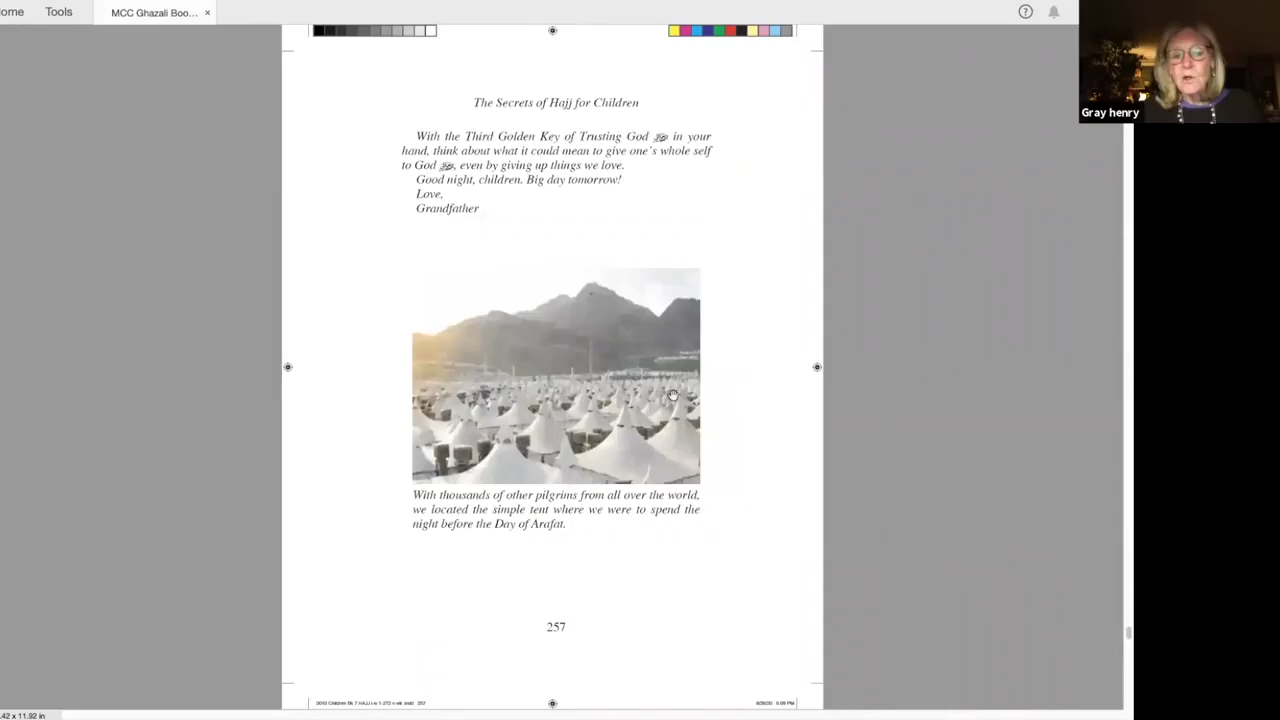 ome
Tools
MCC Ghazali Boo... ×
?
Gray henry
The Secrets of Hajj for Children
With the Third Golden Key of Trusting God ﷻ in your
hand, think about what it could mean to give one's whole self
to God ﷻ, even by giving up things we love.
Good night, children. Big day tomorrow!
Love,
Grandfather
With thousands of other pilgrims from all over the world,
we located the simple tent where we were to spend the
night before the Day of Arafat.
257
.42 x 11.92 in